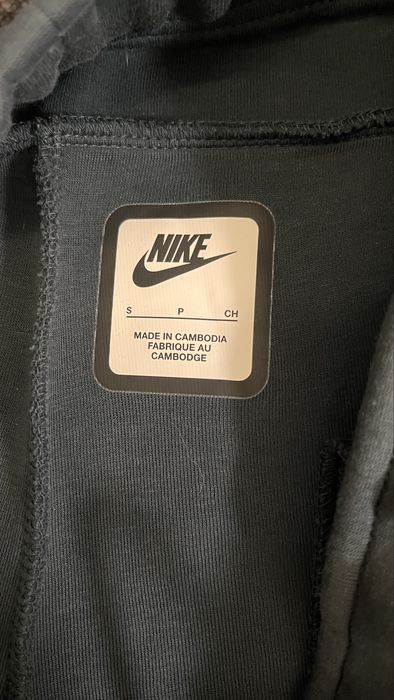 NIKE
S P CH
MADE IN CAMBODIA
FABRIQUE AU
CAMBODGE